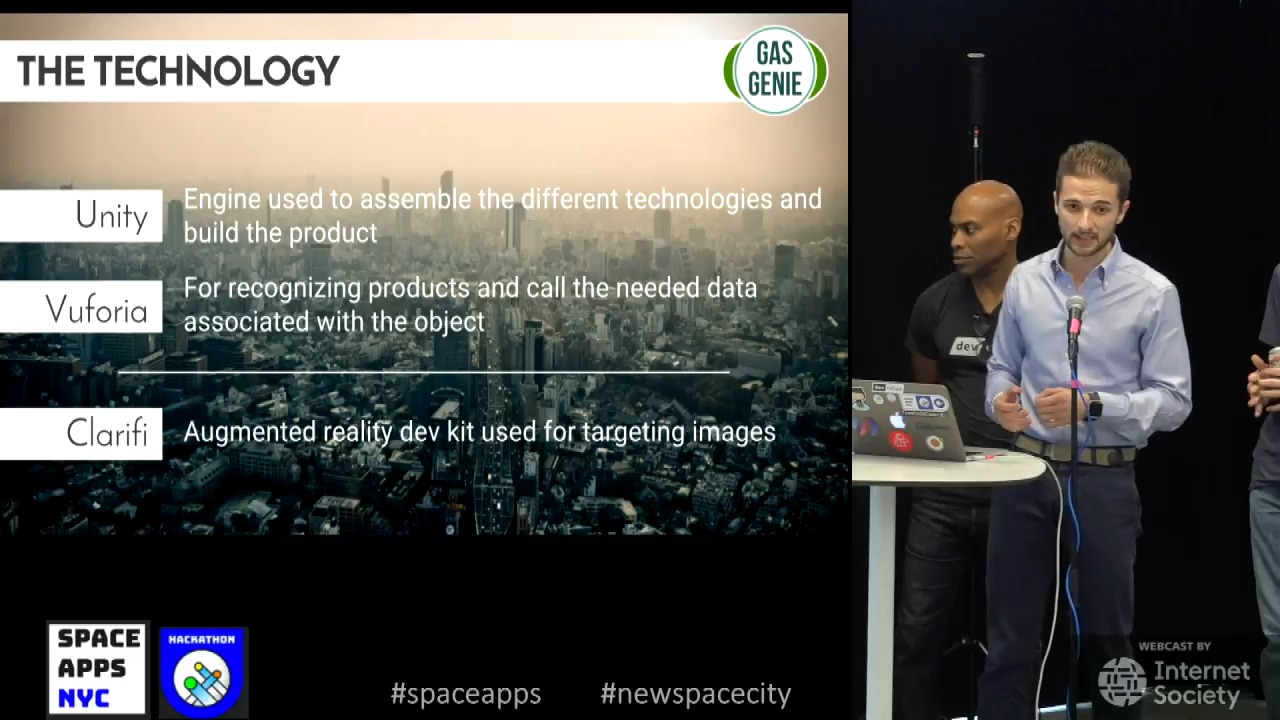 THE TECHNOLOGY
GAS
GENIE
Unity
Engine used to assemble the different technologies and
build the product
Vuforia
For recognizing products and call the needed data
associated with the object
Clarifi
Augmented reality dev kit used for targeting images
dev
SPACE
APPS
NYC
HACKATHON
#spaceapps
#newspacecity
WEBCAST BY
Internet
Society